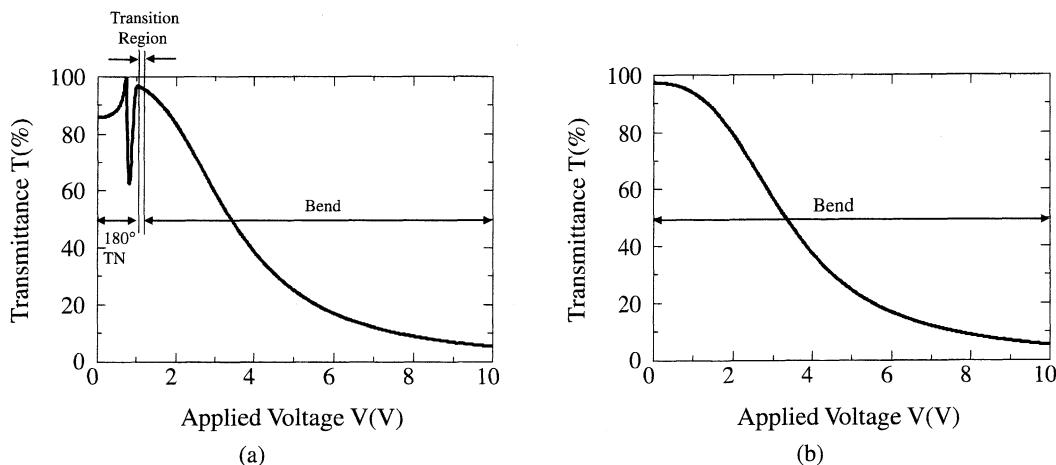 Transition
Region
100
80
60
40
20
0
Transmittance T(%)
Bend
180°
TN
0 2 4 6 8 10
Applied Voltage V(V)
(a)
100
80
60
40
20
0
Transmittance T(%)
Bend
0 2 4 6 8 10
Applied Voltage V(V)
(b)